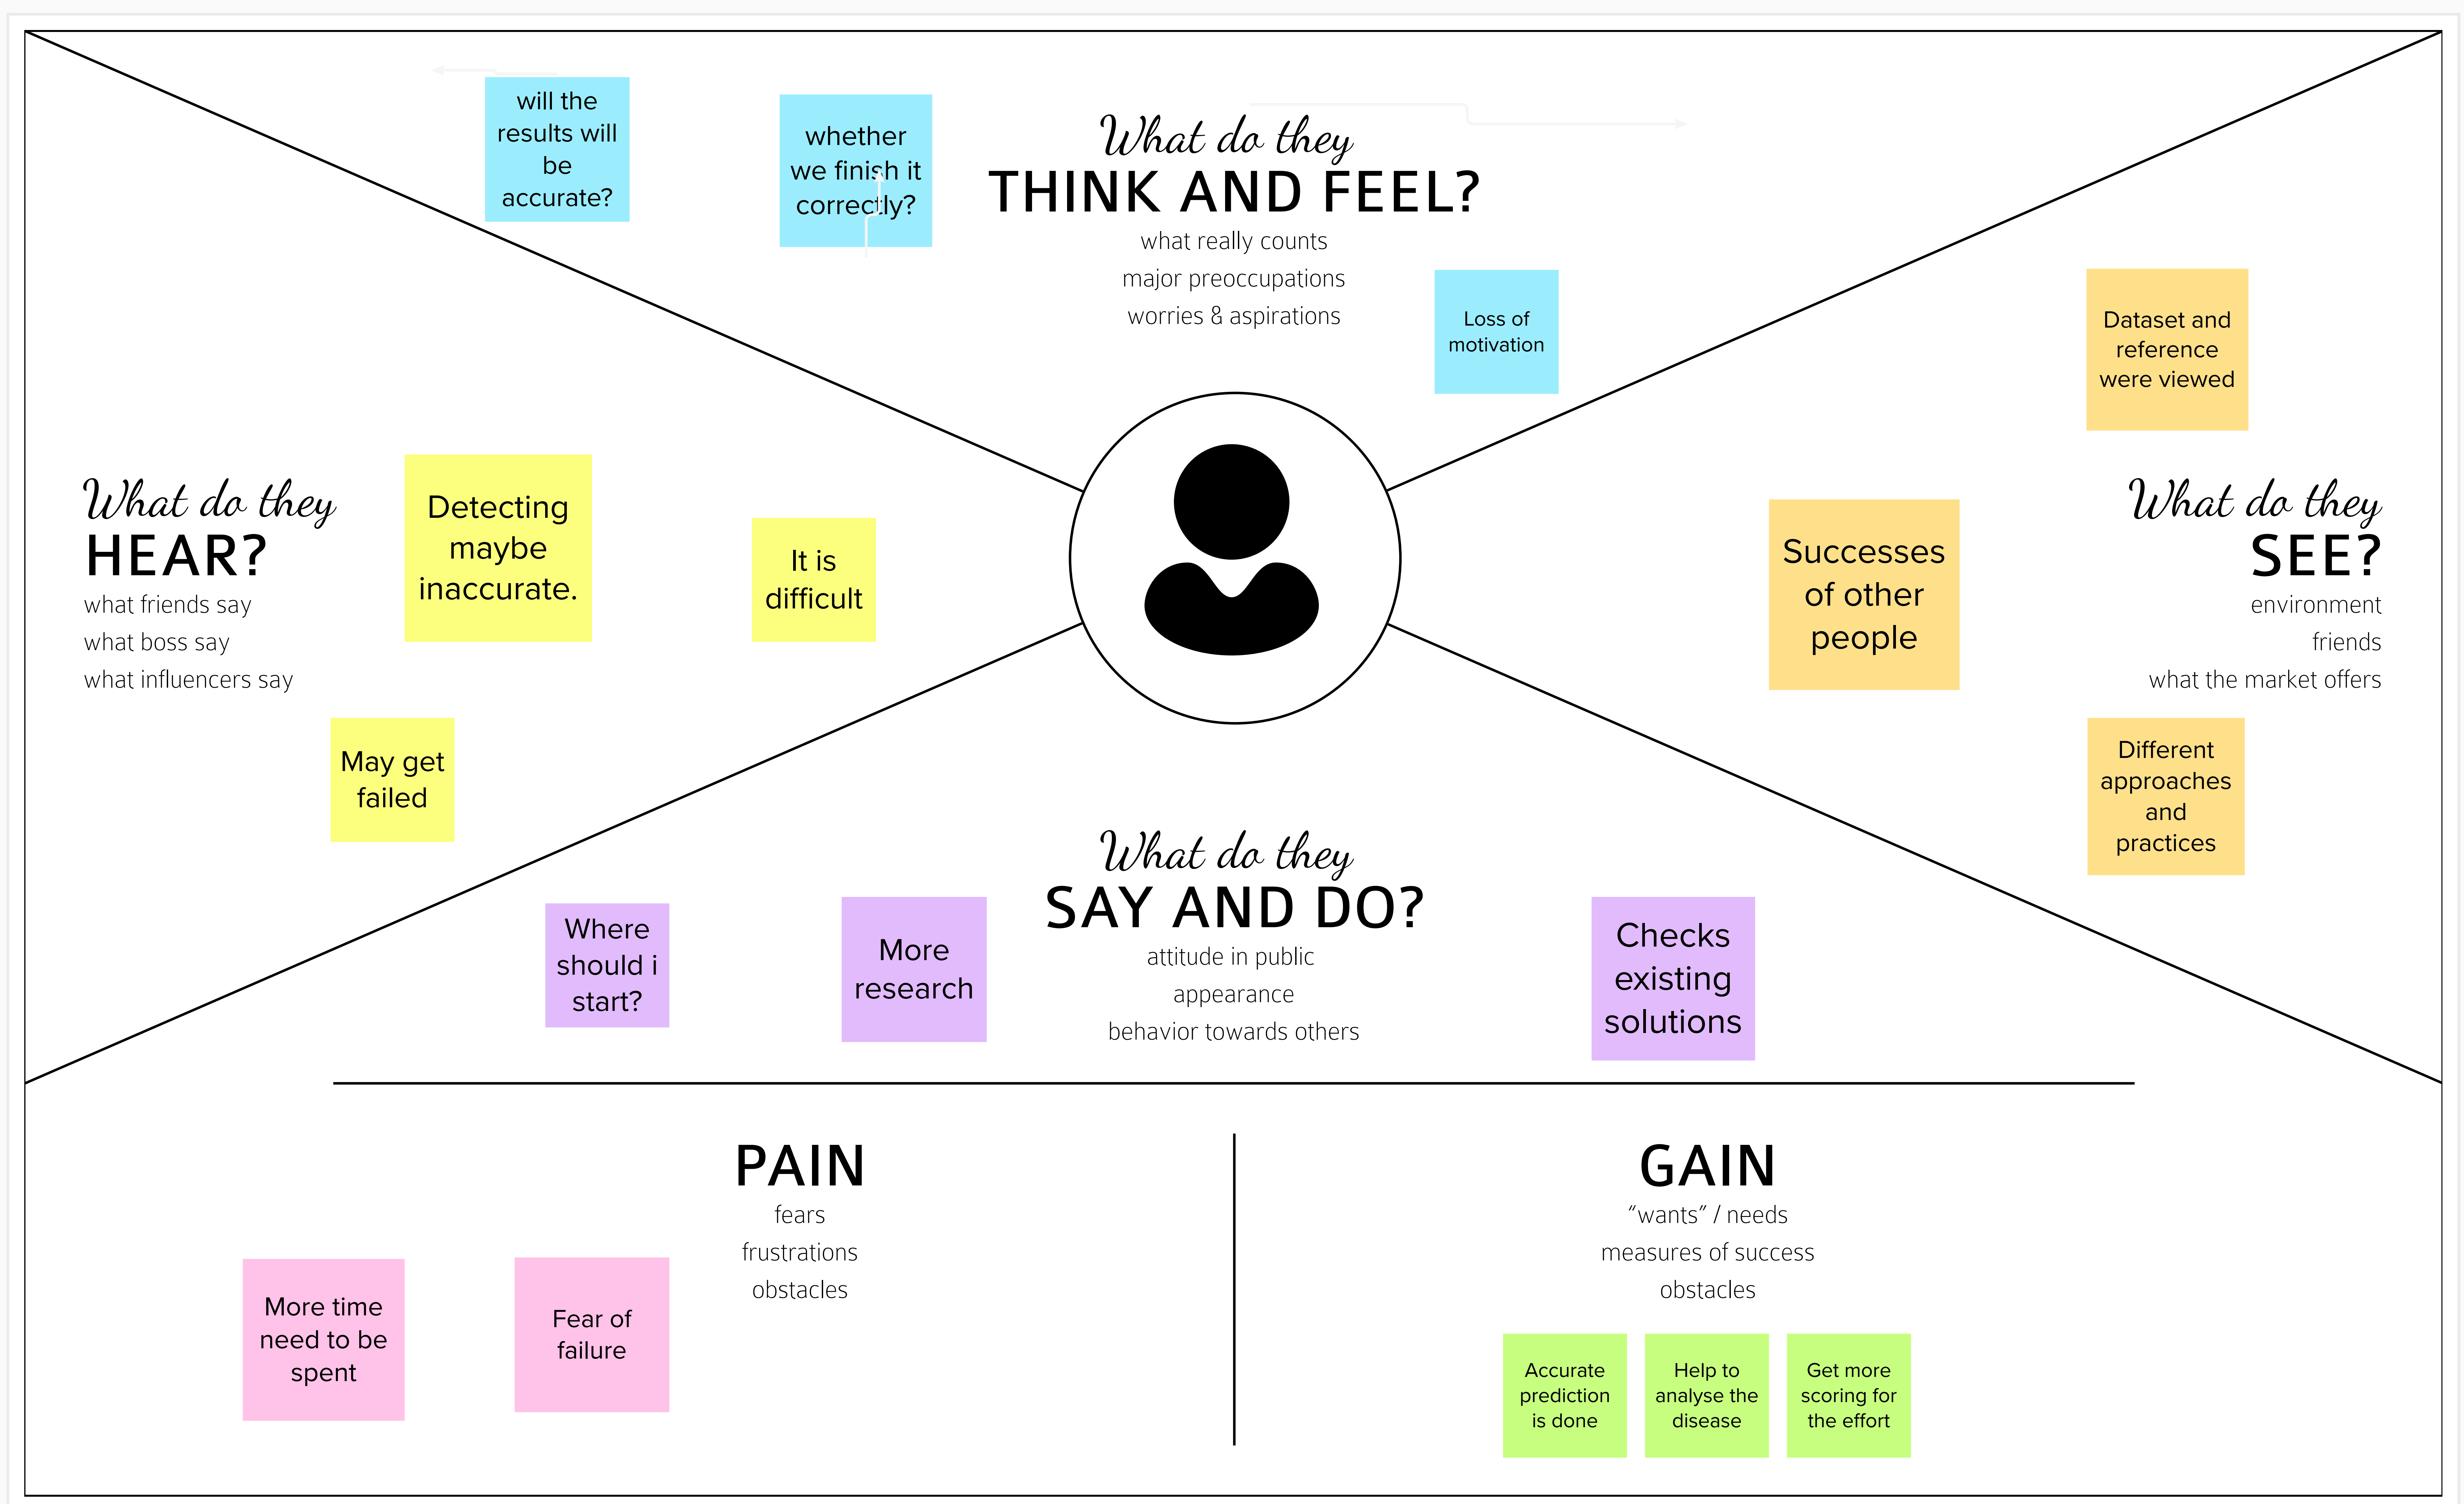 will the
results will
be
accurate?
whether
we finish it
correctly?
What do they
THINK AND FEEL?
what really counts
major preoccupations
worries & aspirations
Loss of
motivation
What do they
HEAR?
what friends say
what boss say
what influencers say
Detecting
maybe
inaccurate.
It is
difficult
May get
failed
Dataset and
reference
were viewed
Successes
of other
people
What do they
SEE?
environment
friends
what the market offers
Different
approaches
and
practices
Where
should i
start?
More
research
What do they
SAY AND DO?
attitude in public
appearance
behavior towards others
Checks
existing
solutions
PAIN
fears
frustrations
obstacles
More time
need to be
spent
Fear of
failure
GAIN
“wants” / needs
measures of success
obstacles
Accurate
prediction
is done
Help to
analyse the
disease
Get more
scoring for
the effort